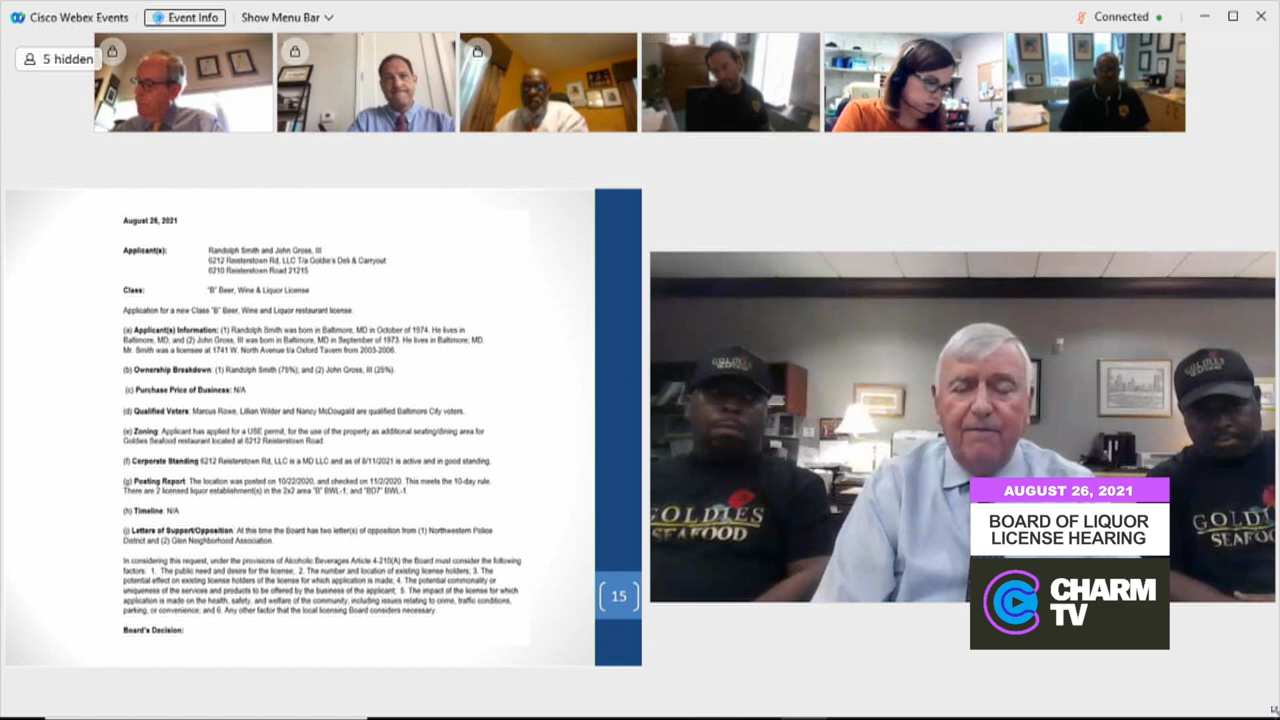 Cisco Webex Events
Event Info
Show Menu Bar
Connected
5 hidden
August 26, 2021
Applicant(s): Randolph Smith and John Gross, III
6212 Reisterstown Rd, LLC T/a Goldie's Deli & Carryout
6210 Reisterstown Road 21215
Class: "B" Beer, Wine & Liquor License
Application for a new Class "B" Beer, Wine and Liquor restaurant license.
(a) Applicant(s) Information: (1) Randolph Smith was born in Baltimore, MD in October of 1974. He lives in
Baltimore, MD; and (2) John Gross, III was born in Baltimore, MD in September of 1973. He lives in Baltimore, MD.
Mr. Smith was a licensee at 1741 W. North Avenue t/a Oxford Tavern from 2003-2006.
(b) Ownership Breakdown: (1) Randolph Smith (75%); and (2) John Gross, III (25%).
(c) Purchase Price of Business: N/A
(d) Qualified Voters: Marcus Rowe, Lillian Wilder and Nancy McDougald are qualified Baltimore City voters.
(e) Zoning: Applicant has applied for a USE permit, for the use of the property as additional seating/dining area for
Goldies Seafood restaurant located at 6212 Reisterstown Road.
(f) Corporate Standing 6212 Reisterstown Rd, LLC is a MD LLC and as of 8/11/2021 is active and in good standing.
(g) Posting Report: The location was posted on 10/22/2020, and checked on 11/2/2020. This meets the 10-day rule.
There are 2 licensed liquor establishment(s) in the 2x2 area "B" BWL-1; and "BD7" BWL-1.
(h) Timeline: N/A
(j) Letters of Support/Opposition: At this time the Board has two letter(s) of opposition from (1) Northwestern Police
District and (2) Glen Neighborhood Association.
In considering this request, under the provisions of Alcoholic Beverages Article 4-210(A) the Board must consider the following
factors: 1. The public need and desire for the license; 2. The number and location of existing license holders; 3. The
potential effect on existing license holders of the license for which application is made; 4. The potential commonality or
uniqueness of the services and products to be offered by the business of the applicant; 5. The impact of the license for which
application is made on the health, safety, and welfare of the community, including issues relating to crime, traffic conditions,
parking, or convenience; and 6. Any other factor that the local licensing Board considers necessary.
Board's Decision:
15
GOLDIES
SEAFOOD
GOLDIES
SEAFOOD
GOLD
SEAFO
AUGUST 26, 2021
BOARD OF LIQUOR
LICENSE HEARING
CHARM
TV